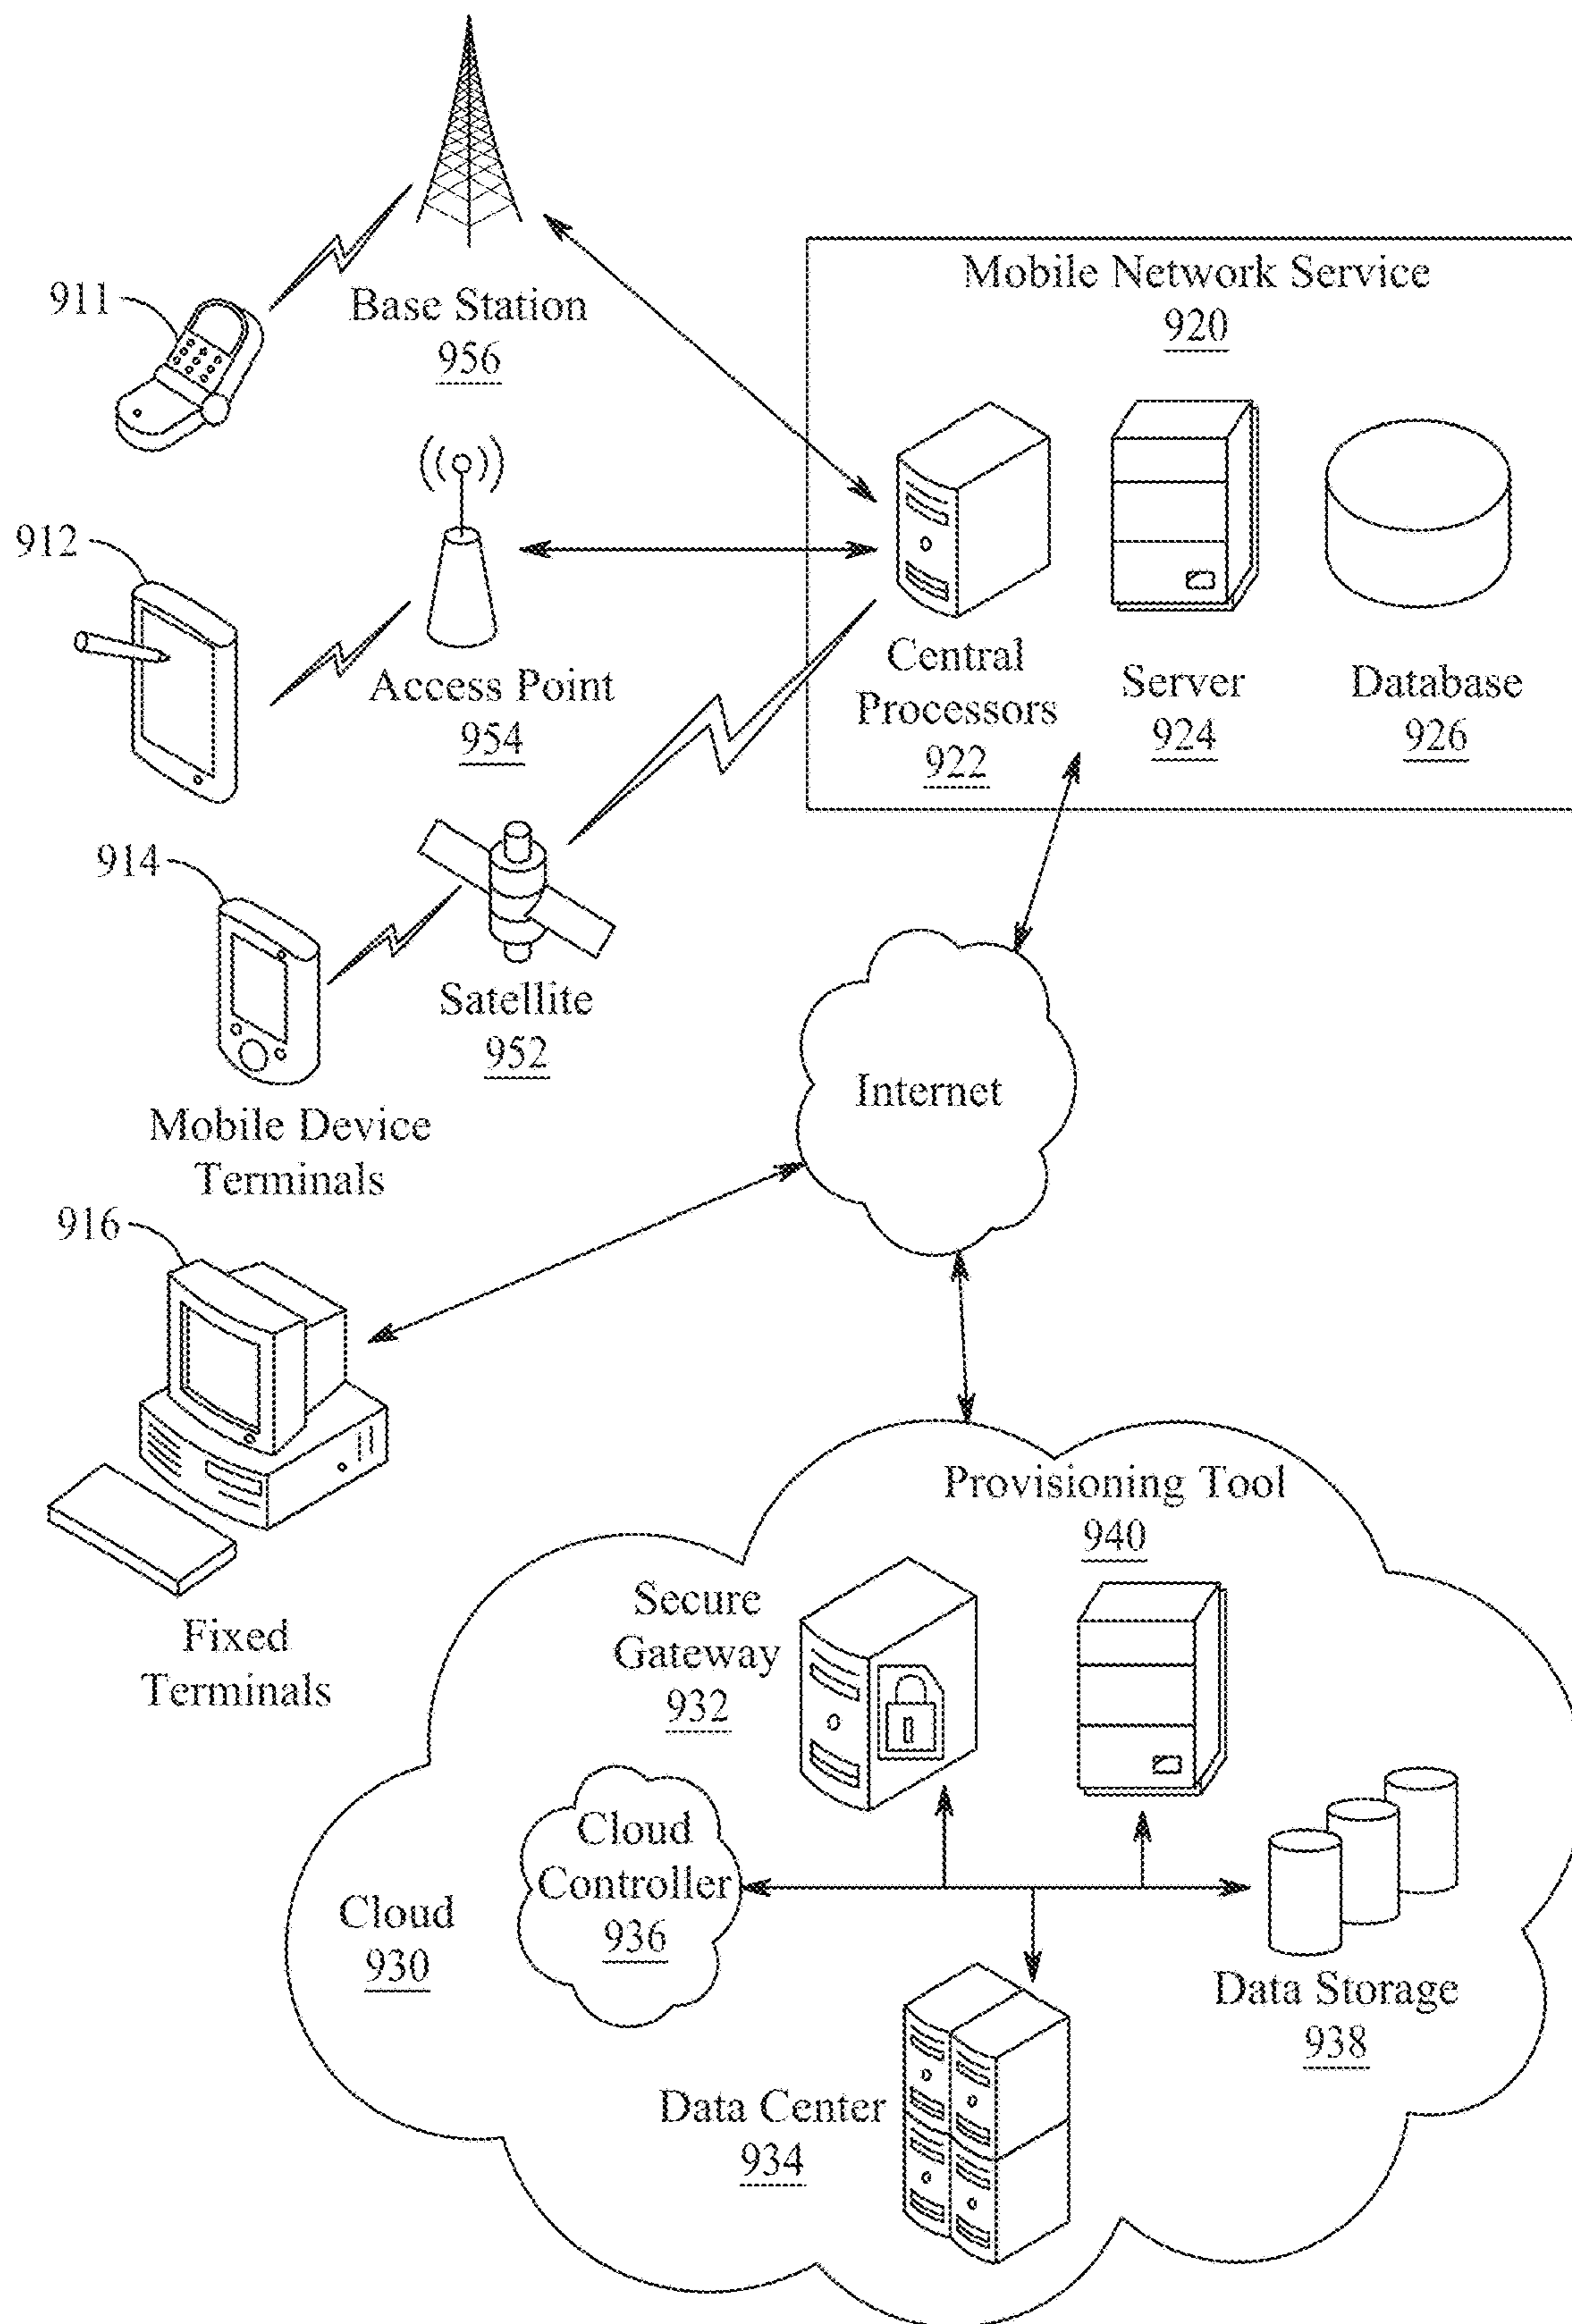 911
Base Station
956
Mobile Network Service
920
912
Access Point
954
Central
Processors
922
Server
924
Database
926
914
Satellite
952
Mobile Device
Terminals
Internet
916
Fixed
Terminals
Provisioning Tool
940
Secure
Gateway
932
Cloud
Controller
936
Cloud
930
Data Storage
938
Data Center
934